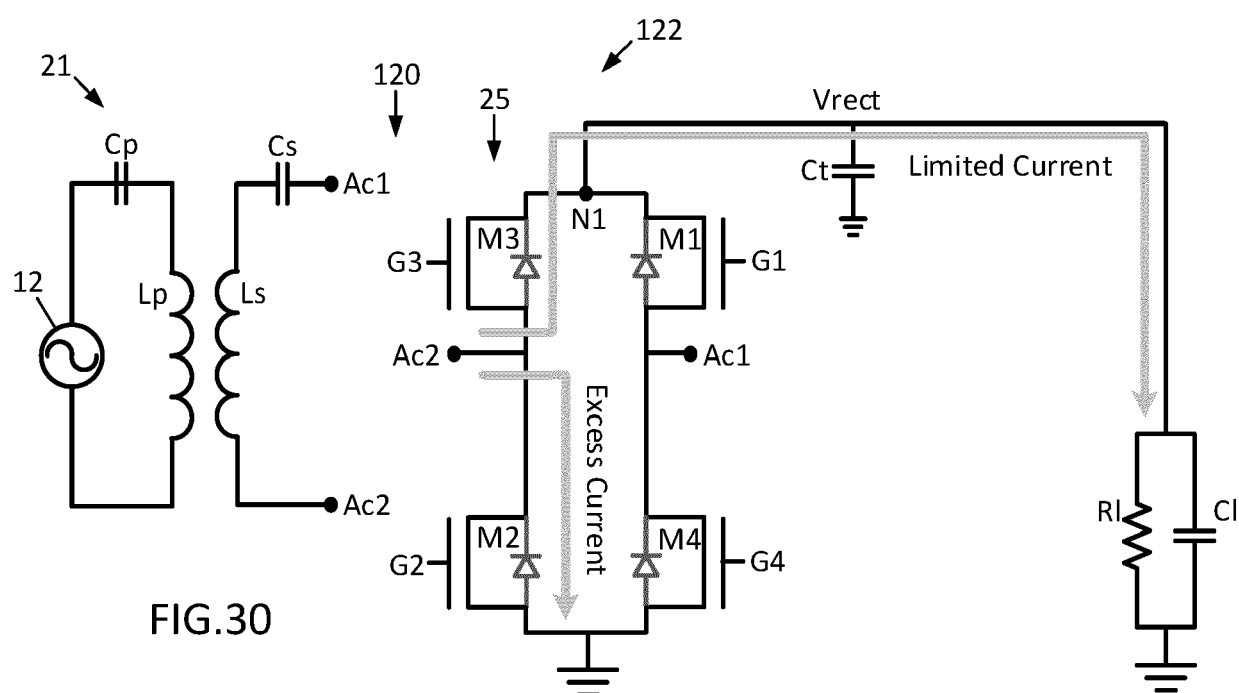 122
21
120
25
Vrect
Cp
Cs
Ac1
Ct
Limited Current
N1
M3
M1
G3
G1
12
Lp
Ls
Ac2
Ac1
Excess Current
Ac2
M2
M4
G2
G4
Rl
Cl
FIG.30